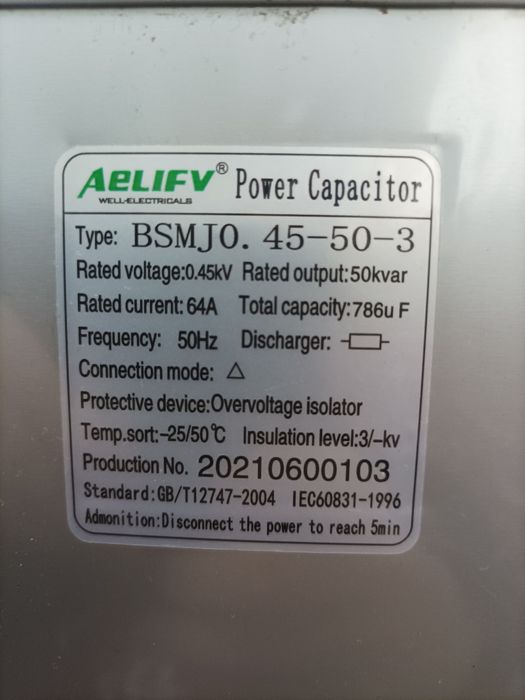 AELIFY® Power Capacitor
WELL-ELECTRICALS
Type: BSMJ0. 45-50-3
Rated voltage:0.45kV Rated output:50kvar
Rated current: 64A Total capacity:786u F
Frequency: 50Hz Discharger:
Connection mode: △
Protective device:Overvoltage isolator
Temp.sort:-25/50℃ Insulation level:3/-kv
Production No. 20210600103
Standard:GB/T12747-2004 IEC60831-1996
Admonition:Disconnect the power to reach 5min